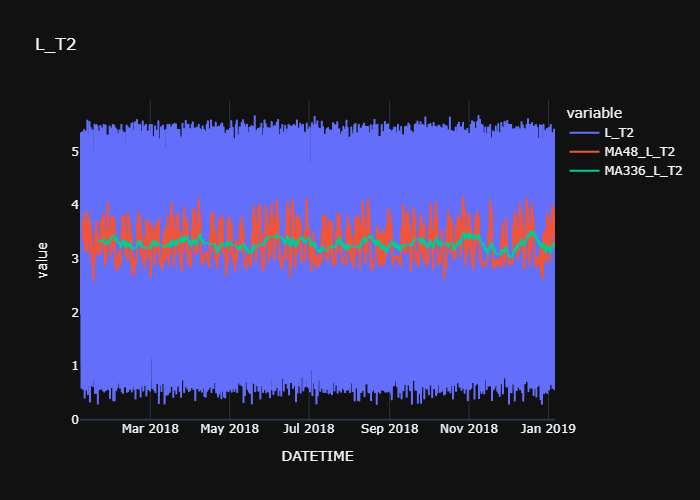 L_T2
variable
L_T2
MA48_L_T2
MA336_L_T2
5
4
3
2
1
0
value
Mar 2018 May 2018 Jul 2018 Sep 2018 Nov 2018 Jan 2019
DATETIME